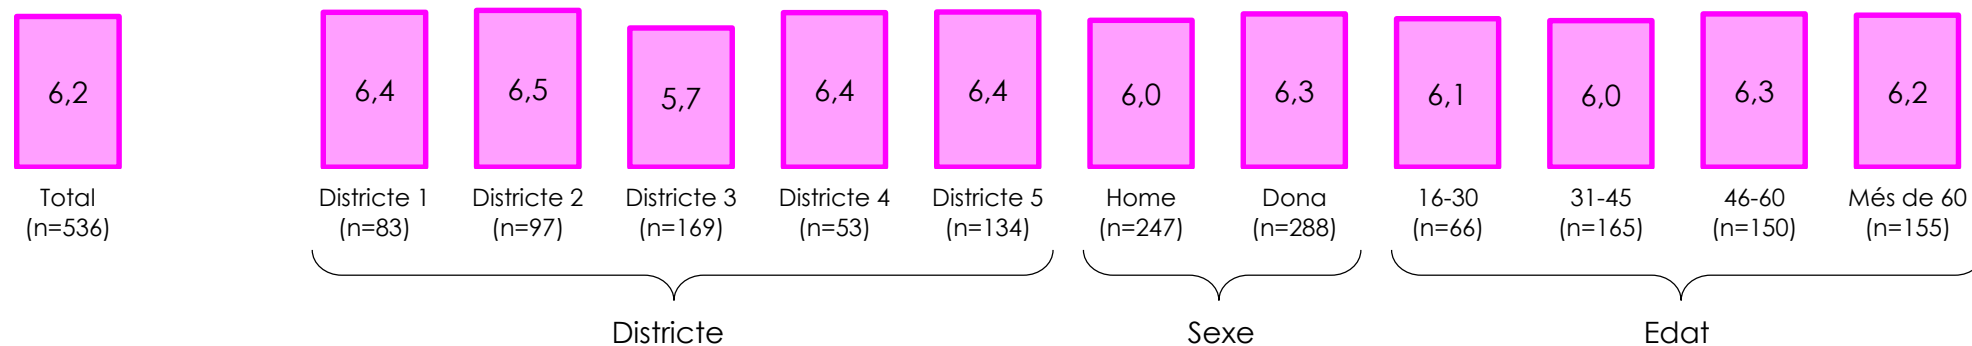 6,2
6,4
6,5
5,7
6,4
6,4
6,0
6,3
6,1
6,0
6,3
6,2
Total
(n=536)
Districte 1
(n=83)
Districte 2
(n=97)
Districte 3
(n=169)
Districte 4
(n=53)
Districte 5
(n=134)
Home
(n=247)
Dona
(n=288)
16-30
(n=66)
31-45
(n=165)
46-60
(n=150)
Més de 60
(n=155)
Districte
Sexe
Edat